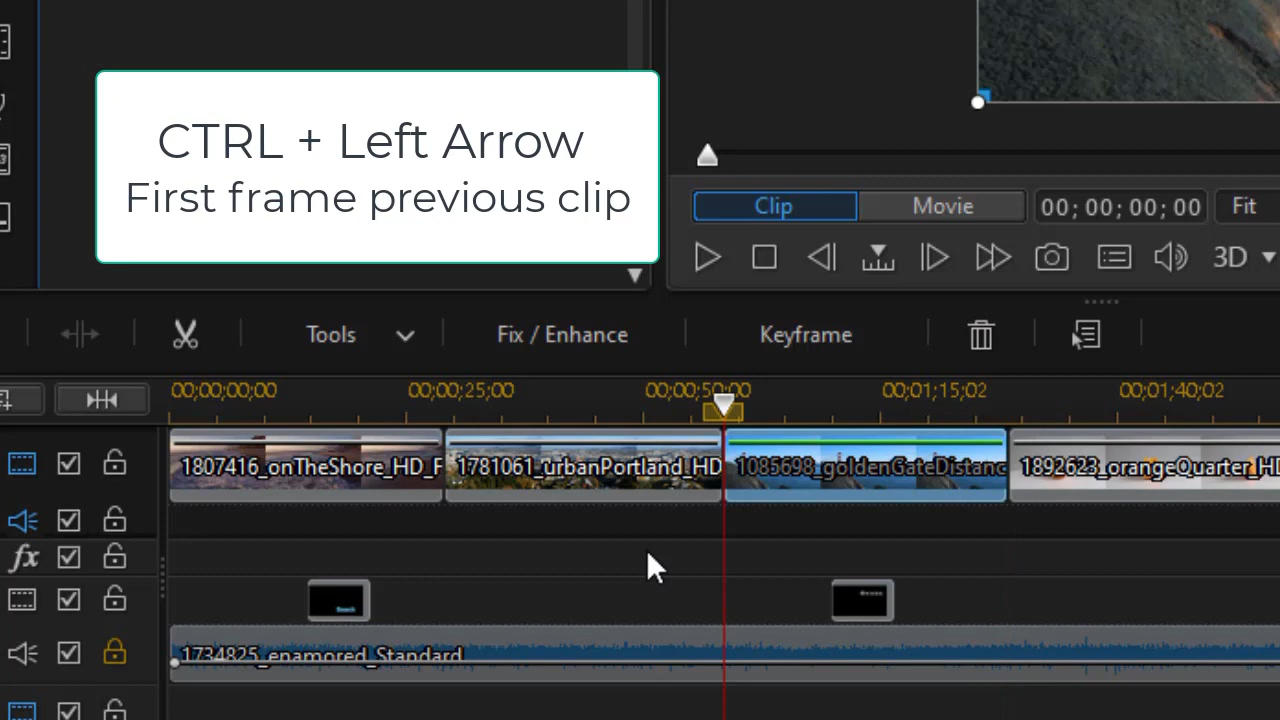 CTRL + Left Arrow
First frame previous clip
Clip Movie 00; 00; 00; 00 Fit
3D
Tools Fix / Enhance Keyframe
00;00;00;00 00;00;25;00 00;00;50;00 00;01;15;02 00;01;40;02
1807416_onTheShore_HD_F 1781061_urbanPortland_HD 1085698_goldenGateDistanc 1892623_orangeQuarter_HD
fx
1734825_enamored_Standard